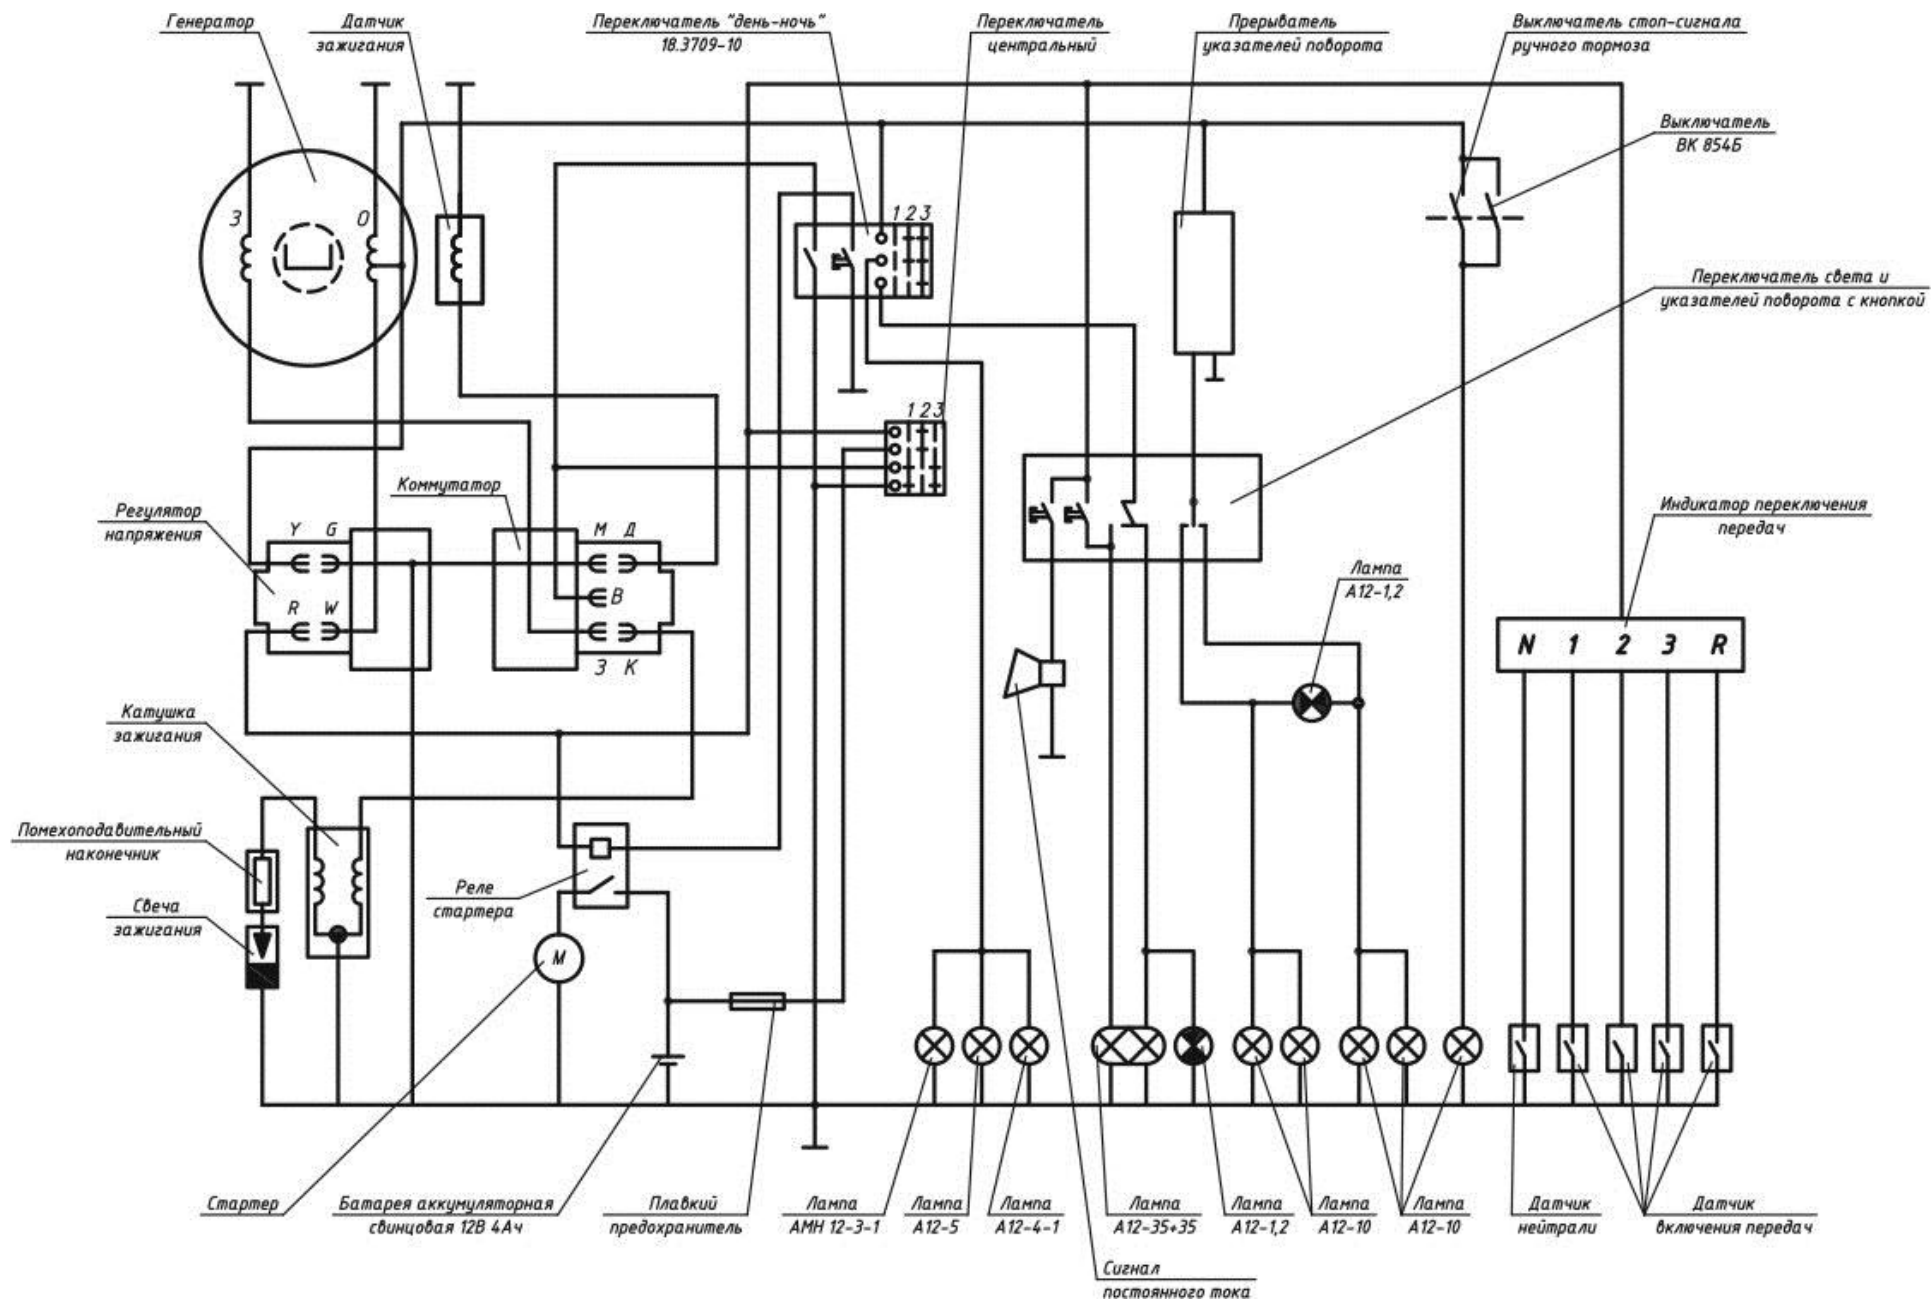 Генератор
Датчик
зажигания
Переключатель "день-ночь"
18.3709-10
Переключатель
центральный
Прерыватель
указателей поворота
Выключатель стоп-сигнала
ручного тормоза
Выключатель
ВК 854Б
З
О
1 2 3
Переключатель света и
указателей поворота с кнопкой
1 2 3
Коммутатор
Регулятор
напряжения
Y G
М Д
В
R W
З К
Индикатор переключения
передач
Лампа
А12-1,2
N 1 2 3 R
Катушка
зажигания
Помехоподавительный
наконечник
Свеча
зажигания
Реле
стартера
М
Стартер
Батарея аккумуляторная
свинцовая 12В 4Ач
Плавкий
предохранитель
Лампа
АМН 12-3-1
Лампа
А12-5
Лампа
А12-4-1
Лампа
А12-35+35
Лампа
А12-1,2
Лампа
А12-10
Лампа
А12-10
Датчик
нейтрали
Датчик
включения передач
Сигнал
постоянного тока